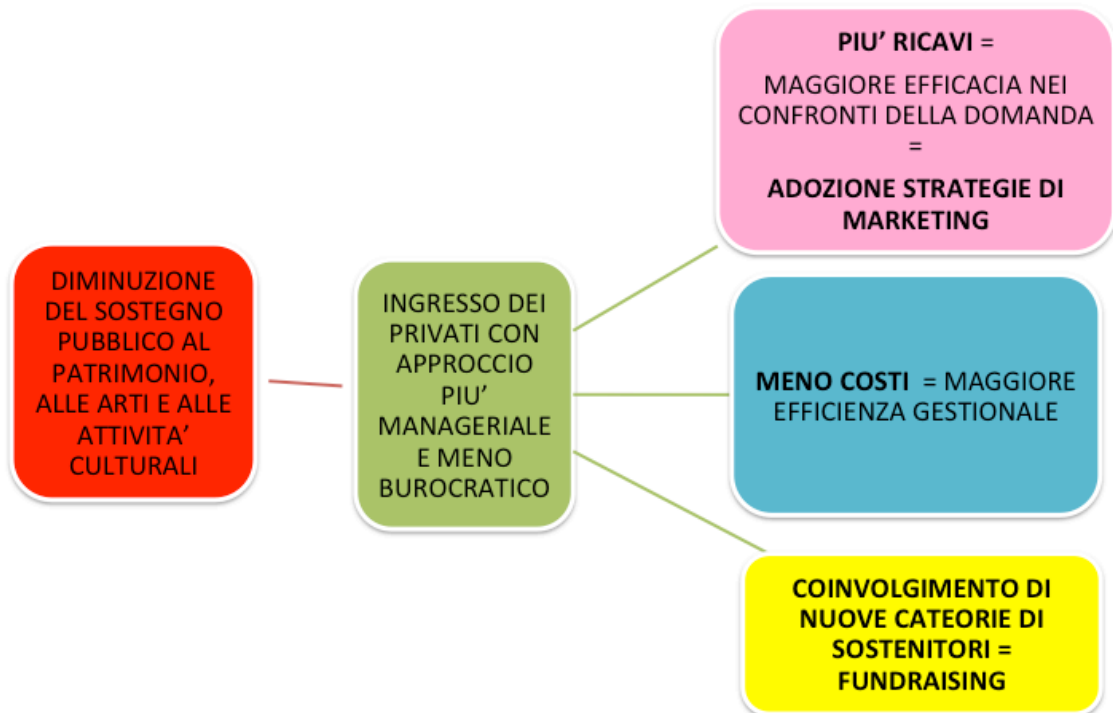 DIMINUZIONE
DEL SOSTEGNO
PUBBLICO AL
PATRIMONIO,
ALLE ARTI E ALLE
ATTIVITA’
CULTURALI
INGRESSO DEI
PRIVATI CON
APPROCCIO
PIU’
MANAGERIALE
E MENO
BUROCRATICO
PIU’ RICAVI =
MAGGIORE EFFICACIA NEI
CONFRONTI DELLA DOMANDA
=
ADOZIONE STRATEGIE DI
MARKETING
MENO COSTI = MAGGIORE
EFFICIENZA GESTIONALE
COINVOLGIMENTO DI
NUOVE CATEORIE DI
SOSTENITORI =
FUNDRAISING